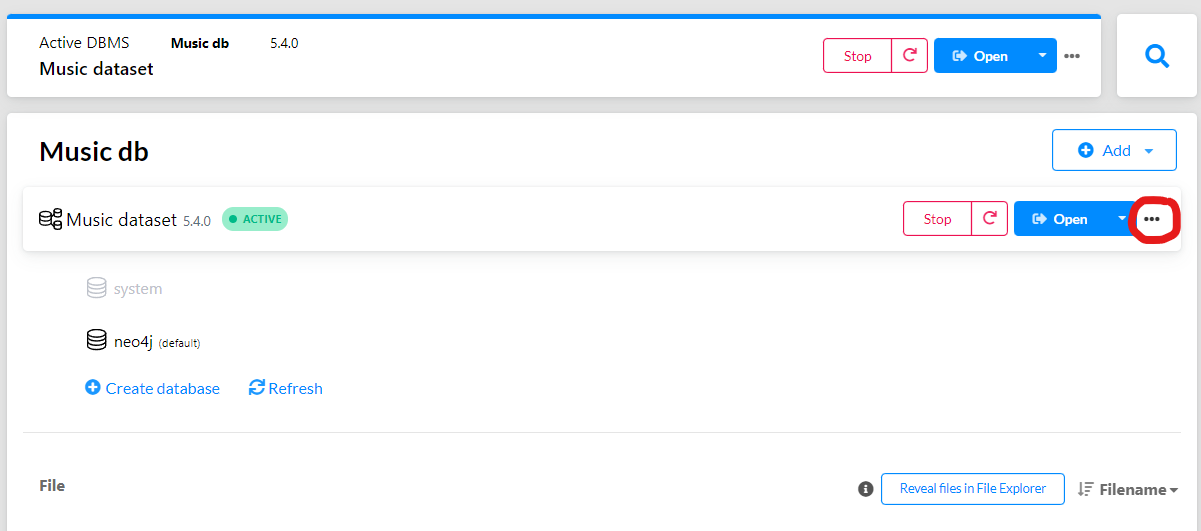 Active DBMS Music db 5.4.0
Music dataset
Stop Open
Music db
Add
Music dataset 5.4.0 ACTIVE
Stop Open
system
neo4j (default)
Create database Refresh
File
Reveal files in File Explorer Filename